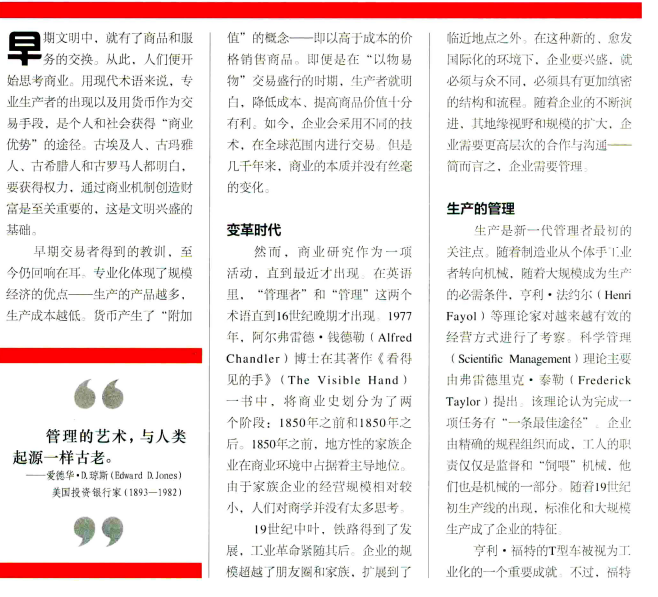 早期文明中，就有了商品和服
务的交换。从此，人们便开
始思考商业。用现代术语来说，专
业生产者的出现以及用货币作为交
易手段，是个人和社会获得“商业
优势”的途径。古埃及人、古玛雅
人、古希腊人和古罗马人都明白，
要获得权力，通过商业机制创造财
富是至关重要的，这是文明兴盛的
基础。
早期交易者得到的教训，至
今仍回响在耳。专业化体现了规模
经济的优点——生产的产品越多，
生产成本越低。货币产生了“附加
管理的艺术，与人类
起源一样古老。
——爱德华·D.琼斯(Edward D.Jones)
美国投资银行家(1893—1982)
值”的概念——即以高于成本的价
格销售商品。即便是在“以物易
物”交易盛行的时期，生产者就明
白，降低成本、提高商品价值十分
有利。如今，企业会采用不同的技
术，在全球范围内进行交易。但是
几千年来，商业的本质并没有丝毫
的变化。
变革时代
然而，商业研究作为一项
活动，直到最近才出现。在英语
里，“管理者”和“管理”这两个
术语直到16世纪晚期才出现。1977
年，阿尔弗雷德·钱德勒（Alfred
Chandler）博士在其著作《看得
见的手》（The Visible Hand）
一书中，将商业史划分为了两
个阶段：1850年之前和1850年之
后。1850年之前，地方性的家族企
业在商业环境中占据着主导地位。
由于家族企业的经营规模相对较
小，人们对商学并没有太多思考。
19世纪中叶，铁路得到了发
展，工业革命紧随其后。企业的规
模超越了朋友圈和家族，扩展到了
临近地点之外。在这种新的、愈发
国际化的环境下，企业要兴盛，就
必须与众不同，必须具有更加缜密
的结构和流程。随着企业的不断演
进，其地缘视野和规模的扩大，企
业需要更高层次的合作与沟通——
简而言之，企业需要管理。
生产的管理
生产是新一代管理者最初的
关注点。随着制造业从个体手工业
者转向机械，随着大规模成为生产
的必需条件，亨利·法约尔（Henri
Fayol）等理论家对越来越有效的
经营方式进行了考察。科学管理
（Scientific Management）理论主要
由弗雷德里克·泰勒（Frederick
Taylor）提出。该理论认为完成一
项任务有“一条最佳途径”。企业
由精确的规程组织而成，工人的职
责仅仅是监督和“饲喂”机械，他
们也是机械的一部分。随着19世纪
初生产线的出现，标准化和大规模
生产成了企业的特征。
亨利·福特的T型车被视为工
业化的一个重要成就。不过，福特